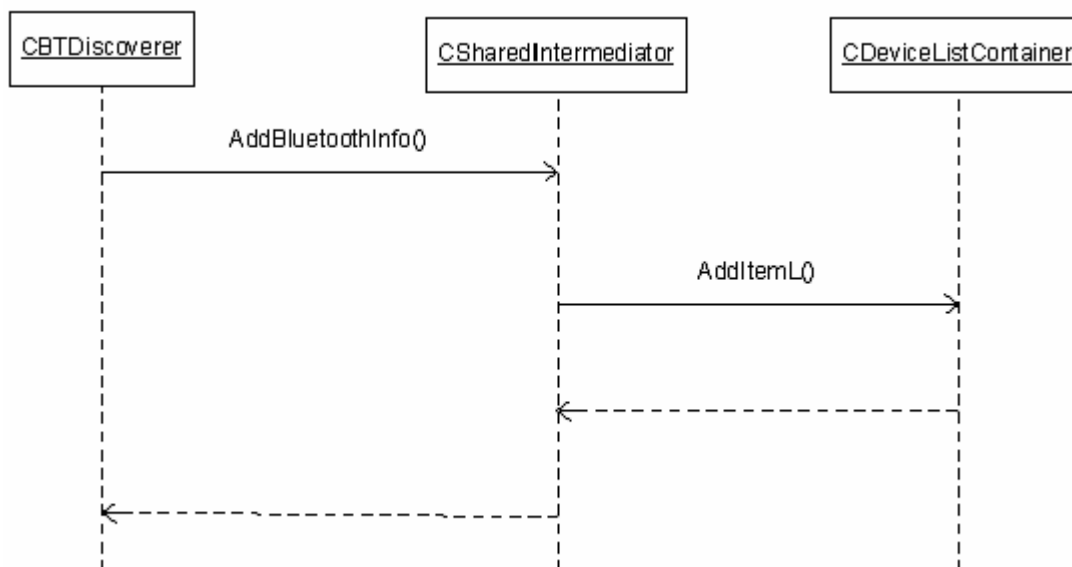 CBTDiscoverer
CSharedIntermediator
CDeviceListContainer
AddBluetoothInfo()
AddItemL()